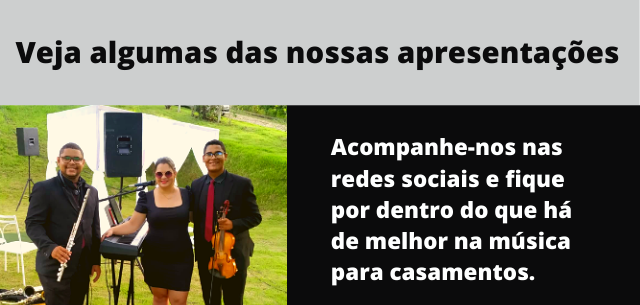 Veja algumas das nossas apresentações
Acompanhe-nos nas
redes sociais e fique
por dentro do que há
de melhor na música
para casamentos.